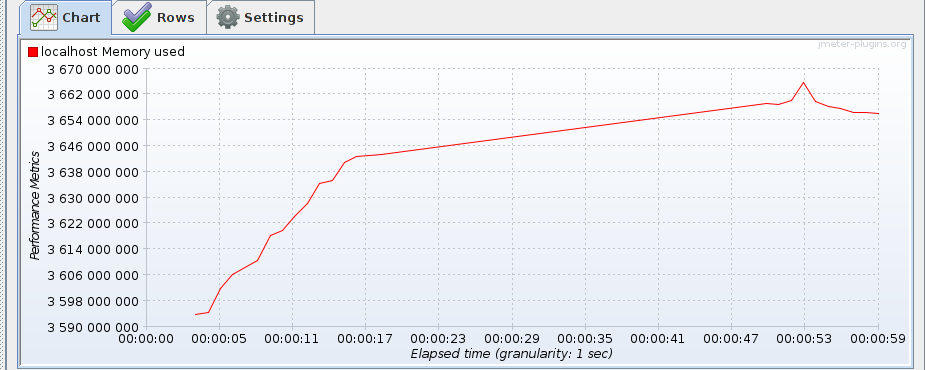 Chart Rows Settings
localhost Memory used
jmeter-plugins.org
3 670 000 000
3 662 000 000
3 654 000 000
3 646 000 000
3 638 000 000
3 630 000 000
3 622 000 000
3 614 000 000
3 606 000 000
3 598 000 000
3 590 000 000
Performance Metrics
00:00:00 00:00:05 00:00:11 00:00:17 00:00:23 00:00:29 00:00:35 00:00:41 00:00:47 00:00:53 00:00:59
Elapsed time (granularity: 1 sec)